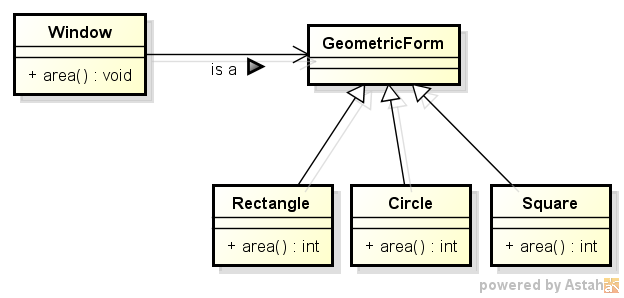 Window
+ area() : void
is a
GeometricForm
Rectangle
+ area() : int
Circle
+ area() : int
Square
+ area() : int
powered by Astah